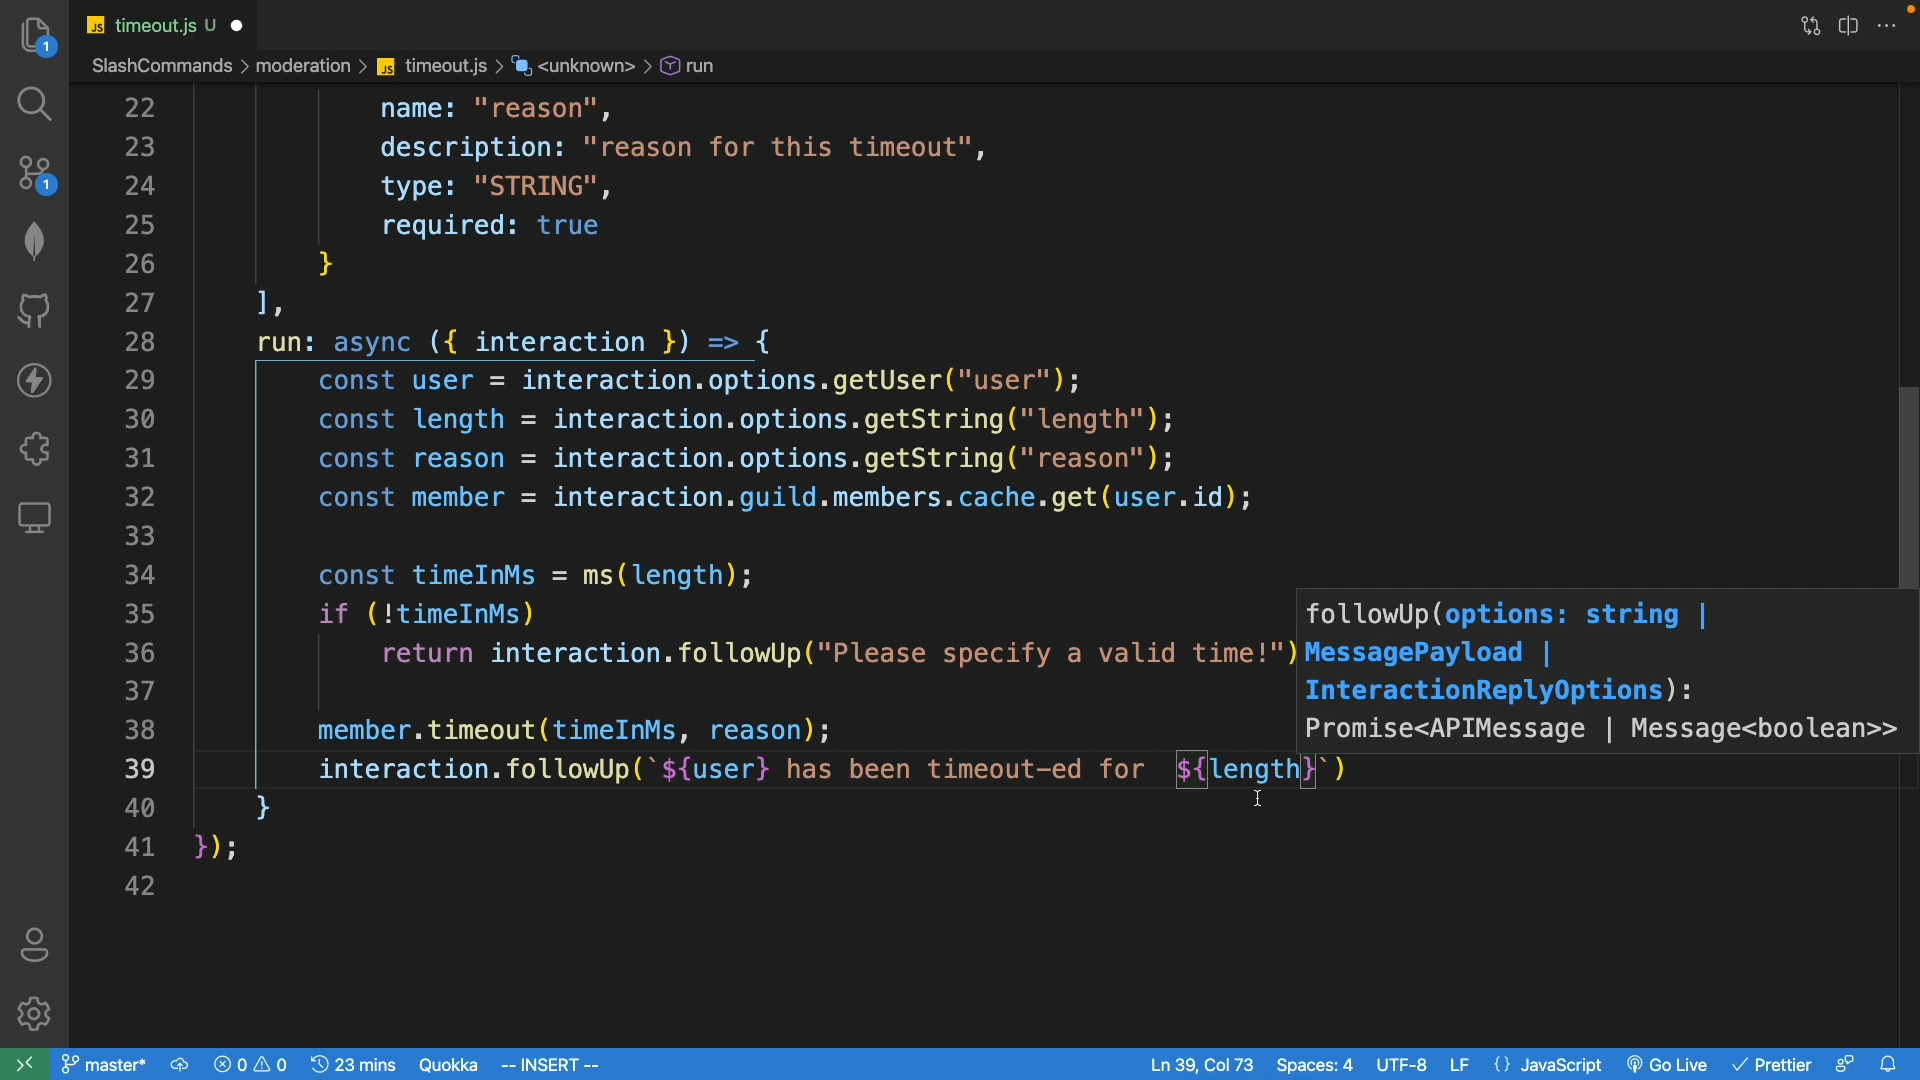 timeout.js U
SlashCommands > moderation > timeout.js > <unknown> > run
22 name: "reason",
23 description: "reason for this timeout",
24 type: "STRING",
25 required: true
26 }
27 ],
28 run: async ({ interaction }) => {
29 const user = interaction.options.getUser("user");
30 const length = interaction.options.getString("length");
31 const reason = interaction.options.getString("reason");
32 const member = interaction.guild.members.cache.get(user.id);
33
34 const timeInMs = ms(length);
35 if (!timeInMs)
36 return interaction.followUp("Please specify a valid time!")
37
38 member.timeout(timeInMs, reason);
39 interaction.followUp(`${user} has been timeout-ed for  ${length}`)
40 }
41 });
42
followUp(options: string |
MessagePayload |
InteractionReplyOptions):
Promise<APIMessage | Message<boolean>>
1
1
master* 0 0 23 mins Quokka -- INSERT -- Ln 39, Col 73 Spaces: 4 UTF-8 LF {} JavaScript Go Live Prettier